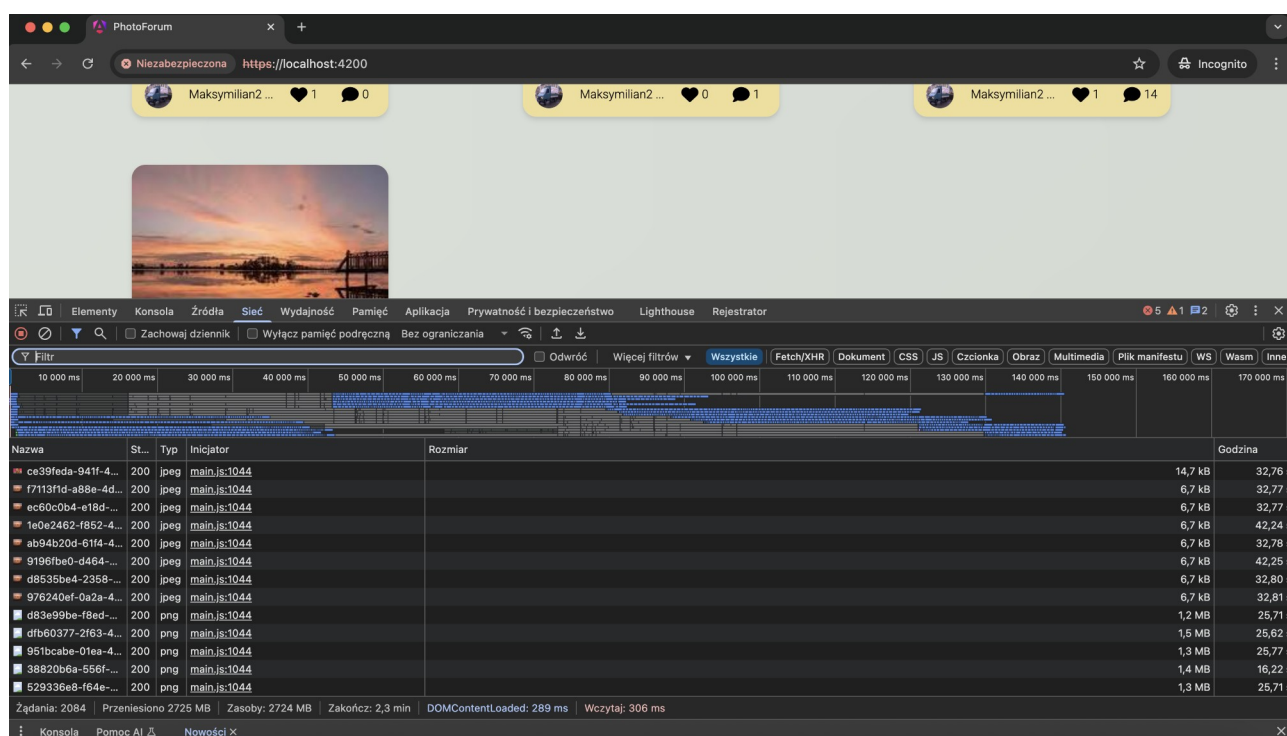 PhotoForum
Niezabezpieczona https://localhost:4200 Incognito
Maksymilian2 ... 1 0 Maksymilian2 ... 0 1 Maksymilian2 ... 1 14
Elementy Konsola Źródła Sieć Wydajność Pamięć Aplikacja Prywatność i bezpieczeństwo Lighthouse Rejestrator 5 1 2
Zachowaj dziennik Wyłącz pamięć podręczną Bez ograniczania
Filtr Odwróć Więcej filtrów Wszystkie Fetch/XHR Dokument CSS JS Czcionka Obraz Multimedia Plik manifestu WS Wasm Inne
10 000 ms 20 000 ms 30 000 ms 40 000 ms 50 000 ms 60 000 ms 70 000 ms 80 000 ms 90 000 ms 100 000 ms 110 000 ms 120 000 ms 130 000 ms 140 000 ms 150 000 ms 160 000 ms 170 000 ms
Nazwa St... Typ Inicjator Rozmiar Godzina
ce39feda-941f-4... 200 jpeg main.js:1044 14,7 kB 32,76
f7113f1d-a88e-4d... 200 jpeg main.js:1044 6,7 kB 32,77
ec60c0b4-e18d-... 200 jpeg main.js:1044 6,7 kB 32,77
1e0e2462-f852-4... 200 jpeg main.js:1044 6,7 kB 42,24
ab94b20d-61f4-4... 200 jpeg main.js:1044 6,7 kB 32,78
9196fbe0-d464-... 200 jpeg main.js:1044 6,7 kB 42,25
d8535be4-2358-... 200 jpeg main.js:1044 6,7 kB 32,80
976240ef-0a2a-4... 200 jpeg main.js:1044 6,7 kB 32,81
d83e99be-f8ed-... 200 png main.js:1044 1,2 MB 25,71
dfb60377-2f63-4... 200 png main.js:1044 1,5 MB 25,62
951bcabe-01ea-4... 200 png main.js:1044 1,3 MB 25,77
38820b6a-556f-... 200 png main.js:1044 1,4 MB 16,22
529336e8-f64e-... 200 png main.js:1044 1,3 MB 25,71
Żądania: 2084 Przeniesiono 2725 MB Zasoby: 2724 MB Zakończ: 2,3 min DOMContentLoaded: 289 ms Wczytaj: 306 ms
Konsola Pomoc AI Nowości